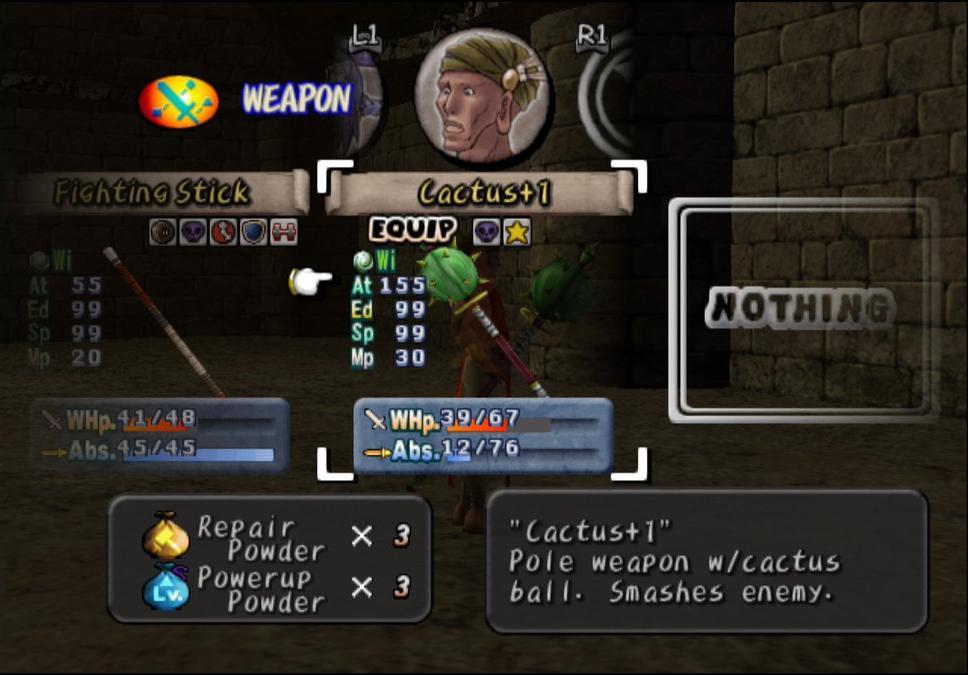 L1
R1
WEAPON
Fighting Stick
Cactus+1
EQUIP
Wi
At 55
Ed 99
Sp 99
Mp 20
WHp.41/48
Abs.45/45
Wi
At 155
Ed 99
Sp 99
Mp 30
WHp.39/67
Abs.12/76
NOTHING
Repair
Powder × 3
Powerup
Powder × 3
Lv.
"Cactus+1"
Pole weapon w/cactus
ball. Smashes enemy.